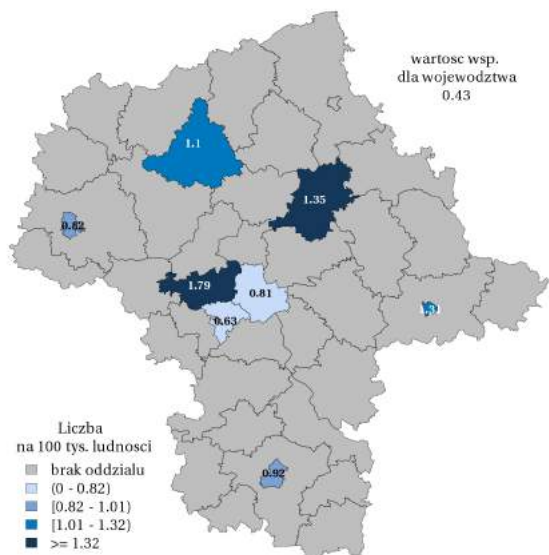 wartosc wsp.
dla wojewodztwa
0.43
1.1
1.35
0.82
1.79
0.81
0.63
1.31
0.92
Liczba
na 100 tys. ludnosci
brak oddzialu
(0 - 0.82)
[0.82 - 1.01)
[1.01 - 1.32)
>= 1.32